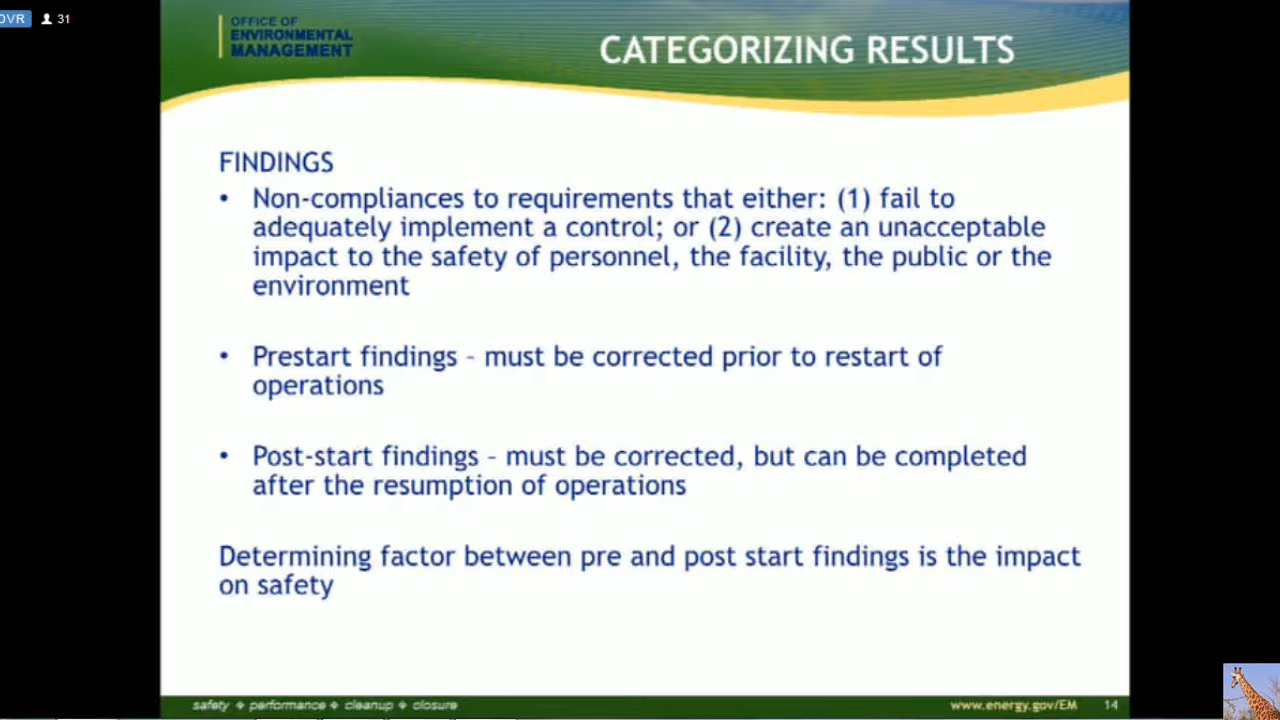 DVR 31
OFFICE OF
ENVIRONMENTAL
MANAGEMENT
CATEGORIZING RESULTS
FINDINGS
• Non-compliances to requirements that either: (1) fail to
adequately implement a control; or (2) create an unacceptable
impact to the safety of personnel, the facility, the public or the
environment
• Prestart findings – must be corrected prior to restart of
operations
• Post-start findings – must be corrected, but can be completed
after the resumption of operations
Determining factor between pre and post start findings is the impact
on safety
safety ❖ performance ❖ cleanup ❖ closure
www.energy.gov/EM 14